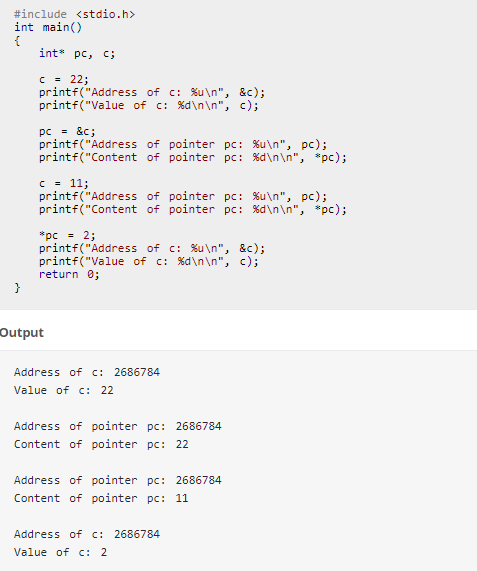 #include <stdio.h>
int main()
{
int* pc, c;
c = 22;
printf("Address of c: %u\n", &c);
printf("Value of c: %d\n\n", c);
pc = &c;
printf("Address of pointer pc: %u\n", pc);
printf("Content of pointer pc: %d\n\n", *pc);
c = 11;
printf("Address of pointer pc: %u\n", pc);
printf("Content of pointer pc: %d\n\n", *pc);
*pc = 2;
printf("Address of c: %u\n", &c);
printf("Value of c: %d\n\n", c);
return 0;
}
Output
Address of c: 2686784
Value of c: 22
Address of pointer pc: 2686784
Content of pointer pc: 22
Address of pointer pc: 2686784
Content of pointer pc: 11
Address of c: 2686784
Value of c: 2